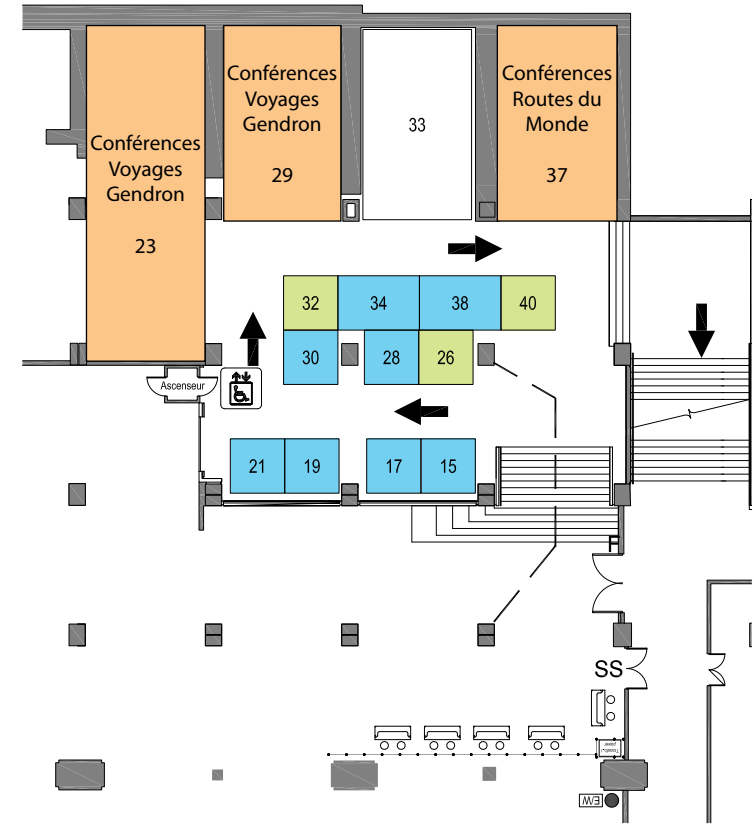 Conférences
Voyages
Gendron
23
Conférences
Voyages
Gendron
29
33
Conférences
Routes du
Monde
37
32
34
38
40
30
28
26
Ascenseur
21
19
17
15
SS
E/W